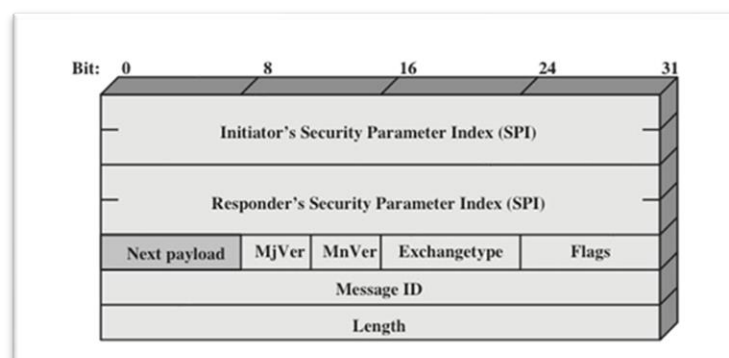 Bit: 0 8 16 24 31
Initiator's Security Parameter Index (SPI)
Responder's Security Parameter Index (SPI)
Next payload MjVer MnVer Exchangetype Flags
Message ID
Length